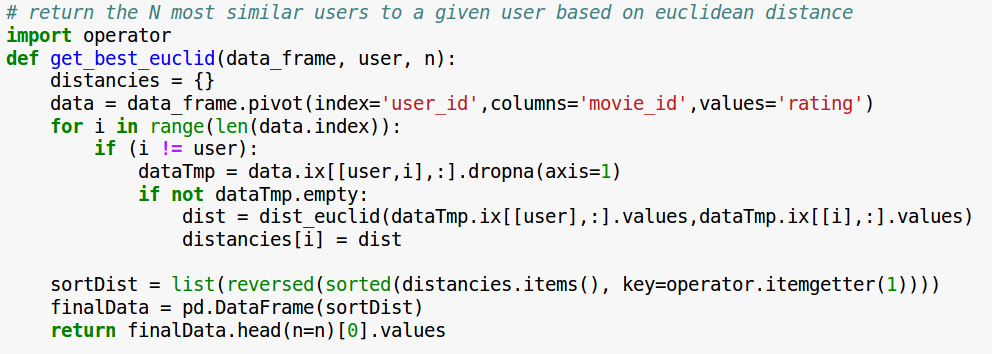 # return the N most similar users to a given user based on euclidean distance
import operator
def get_best_euclid(data_frame, user, n):
    distancies = {}
    data = data_frame.pivot(index='user_id',columns='movie_id',values='rating')
    for i in range(len(data.index)):
        if (i != user):
            dataTmp = data.ix[[user,i],:].dropna(axis=1)
            if not dataTmp.empty:
                dist = dist_euclid(dataTmp.ix[[user],:].values,dataTmp.ix[[i],:].values)
                distancies[i] = dist
    sortDist = list(reversed(sorted(distancies.items(), key=operator.itemgetter(1))))
    finalData = pd.DataFrame(sortDist)
    return finalData.head(n=n)[0].values